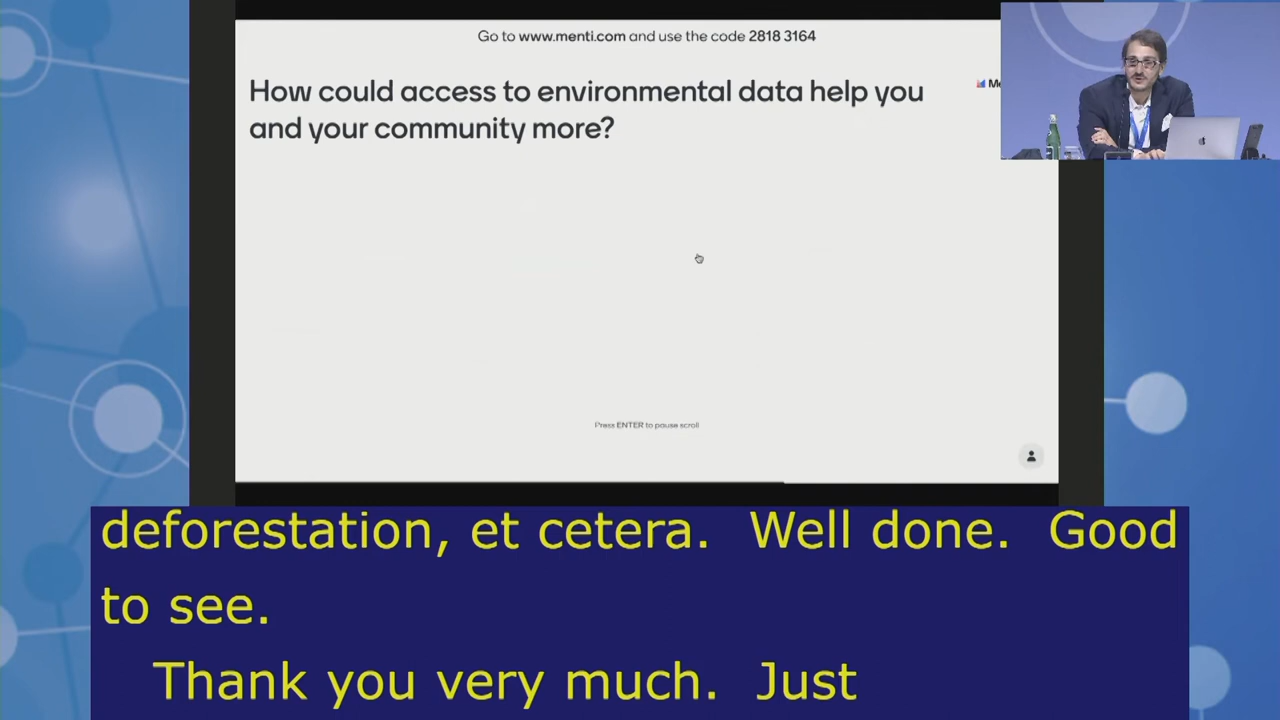 Go to www.menti.com and use the code 2818 3164
How could access to environmental data help you
and your community more?
Press ENTER to pause scroll
deforestation, et cetera. Well done. Good
to see.
Thank you very much. Just